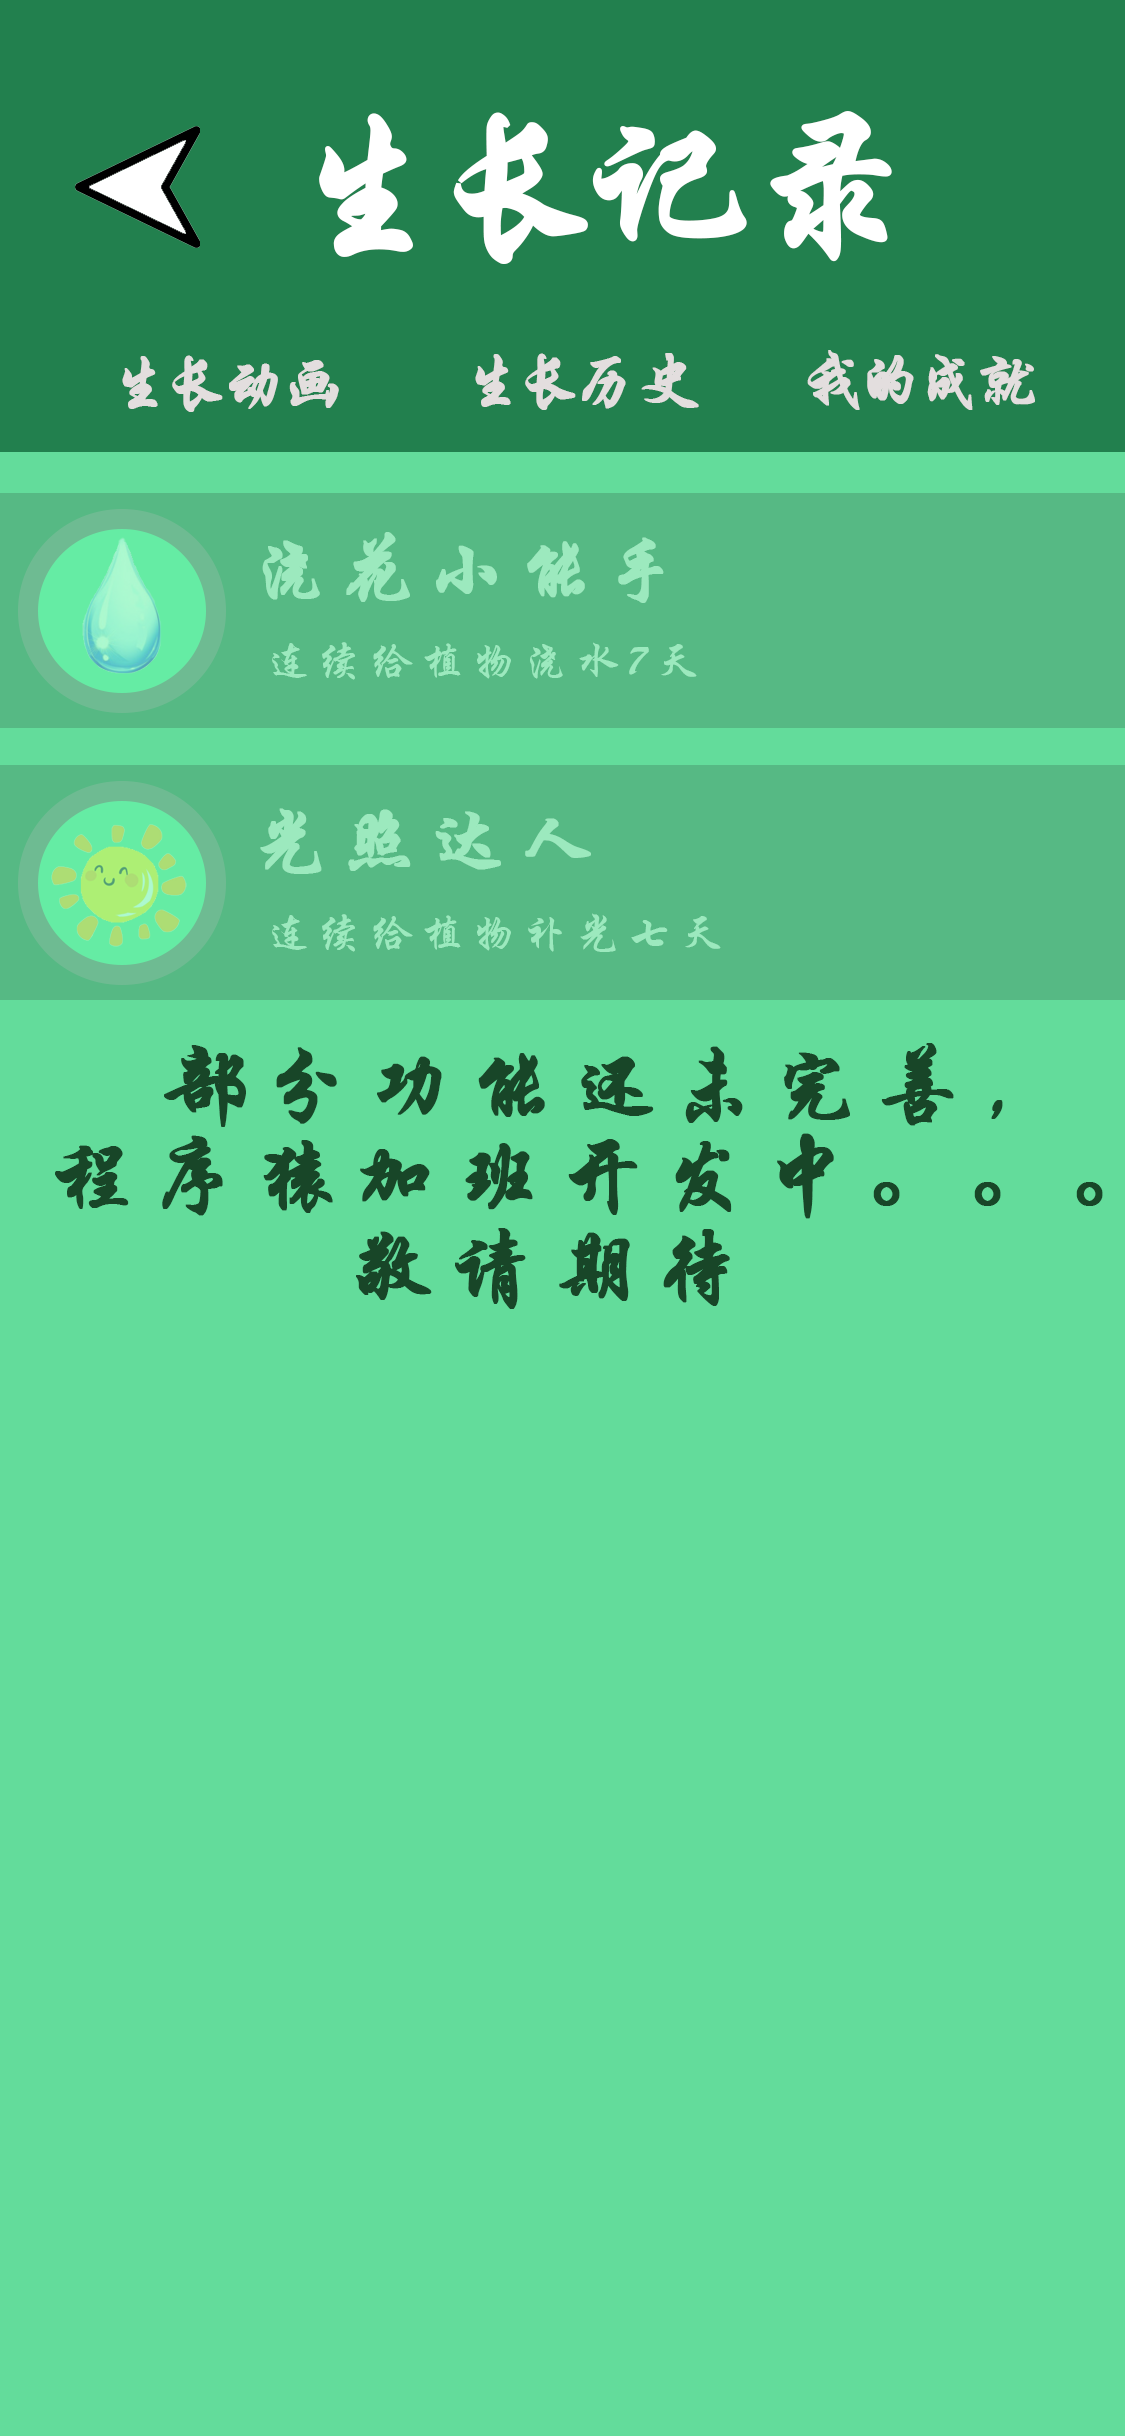 生长记录
生长动画 生长历史 我的成就
浇花小能手
连续给植物浇水7天
光照达人
连续给植物补光七天
部分功能还未完善，
程序猿加班开发中。。。
敬请期待